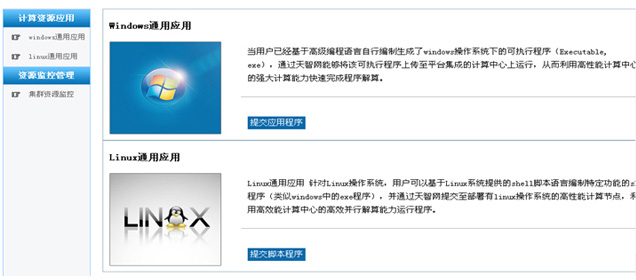 计算资源应用
windows通用应用
linux通用应用
资源监控管理
集群资源监控
Windows通用应用
当用户已经基于高级编程语言自行编制生成了windows操作系统下的可执行程序（Executable,
exe），通过天智网能够将该可执行程序上传至平台集成的计算中心上运行，从而利用高性能计算中心
的强大计算能力快速完成程序解算。
提交应用程序
Linux通用应用
LINUX
Linux通用应用 针对Linux操作系统，用户可以基于Linux系统提供的shell脚本语言编制特定功能的s
程序（类似windows中的exe程序），并通过天智网提交至部署有linux操作系统的高性能计算节点，利
用高效能计算中心的高效并行解算能力运行程序。
提交脚本程序